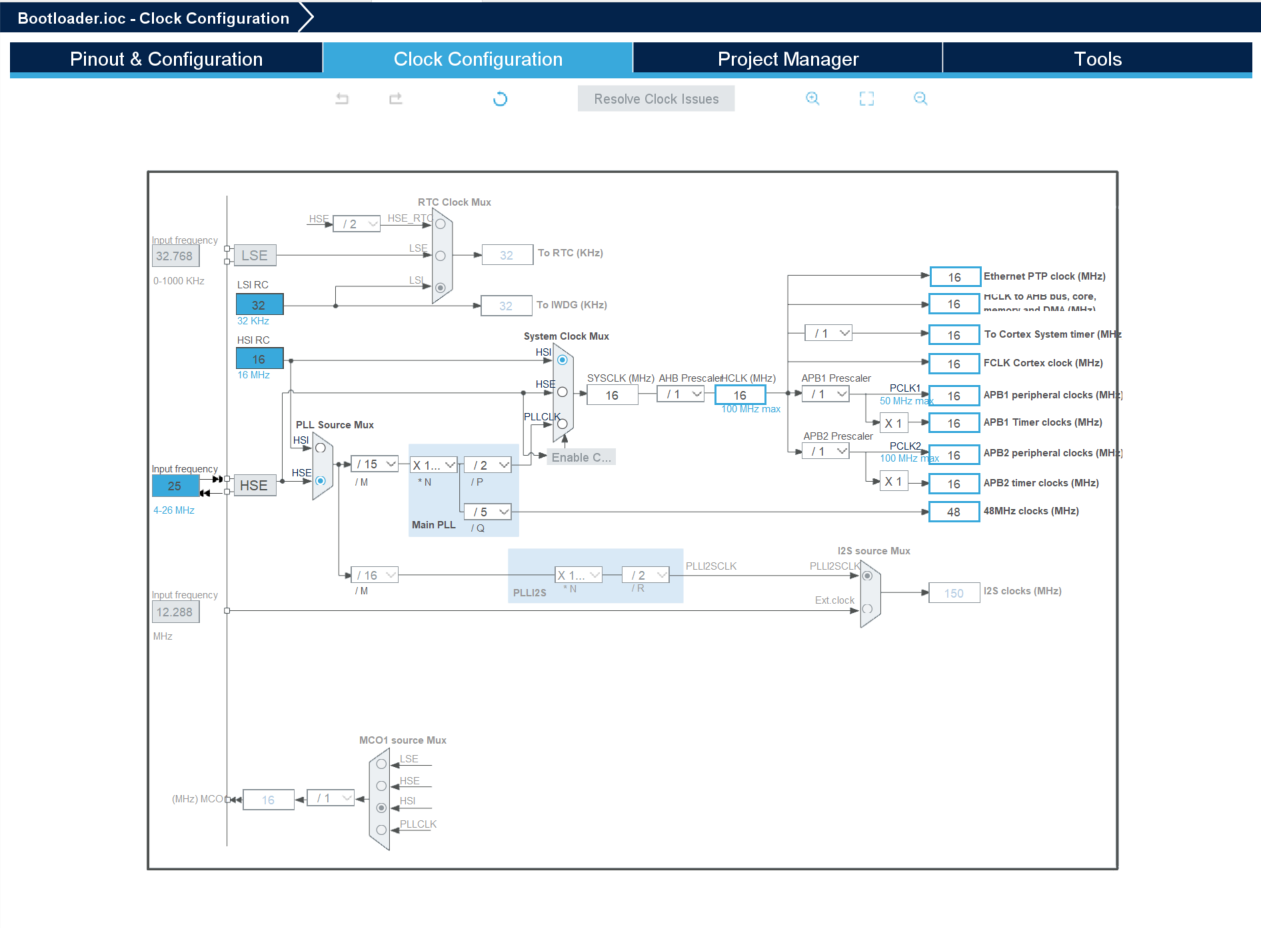 Bootloader.ioc - Clock Configuration
Pinout & Configuration
Clock Configuration
Project Manager
Tools
Resolve Clock Issues
RTC Clock Mux
HSE
/ 2
HSE_RTC
Input frequency
32.768
0-1000 KHz
LSE
LSE
32
To RTC (KHz)
LSI RC
LSI
32
32 KHz
32
To IWDG (KHz)
HSI RC
16
16 MHz
System Clock Mux
HSI
HSE
PLLCLK
SYSCLK (MHz)
16
AHB Prescaler
/ 1
HCLK (MHz)
16
100 MHz max
16
Ethernet PTP clock (MHz)
16
HCLK to AHB bus, core,
memory and DMA (MHz)
/ 1
16
To Cortex System timer (MHz
16
FCLK Cortex clock (MHz)
APB1 Prescaler
/ 1
PCLK1
50 MHz max
16
APB1 peripheral clocks (MHz)
X 1
16
APB1 Timer clocks (MHz)
APB2 Prescaler
/ 1
PCLK2
100 MHz max
16
APB2 peripheral clocks (MHz)
X 1
16
APB2 timer clocks (MHz)
48
48MHz clocks (MHz)
PLL Source Mux
HSI
HSE
Input frequency
25
4-26 MHz
HSE
/ 15
/ M
X 1...
* N
/ 2
/ P
Enable C...
/ 5
/ Q
Main PLL
/ 16
/ M
X 1...
* N
/ 2
/ R
PLLI2S
PLLI2SCLK
I2S source Mux
PLLI2SCLK
Ext.clock
150
I2S clocks (MHz)
Input frequency
12.288
MHz
MCO1 source Mux
LSE
HSE
HSI
PLLCLK
(MHz) MCO
16
/ 1